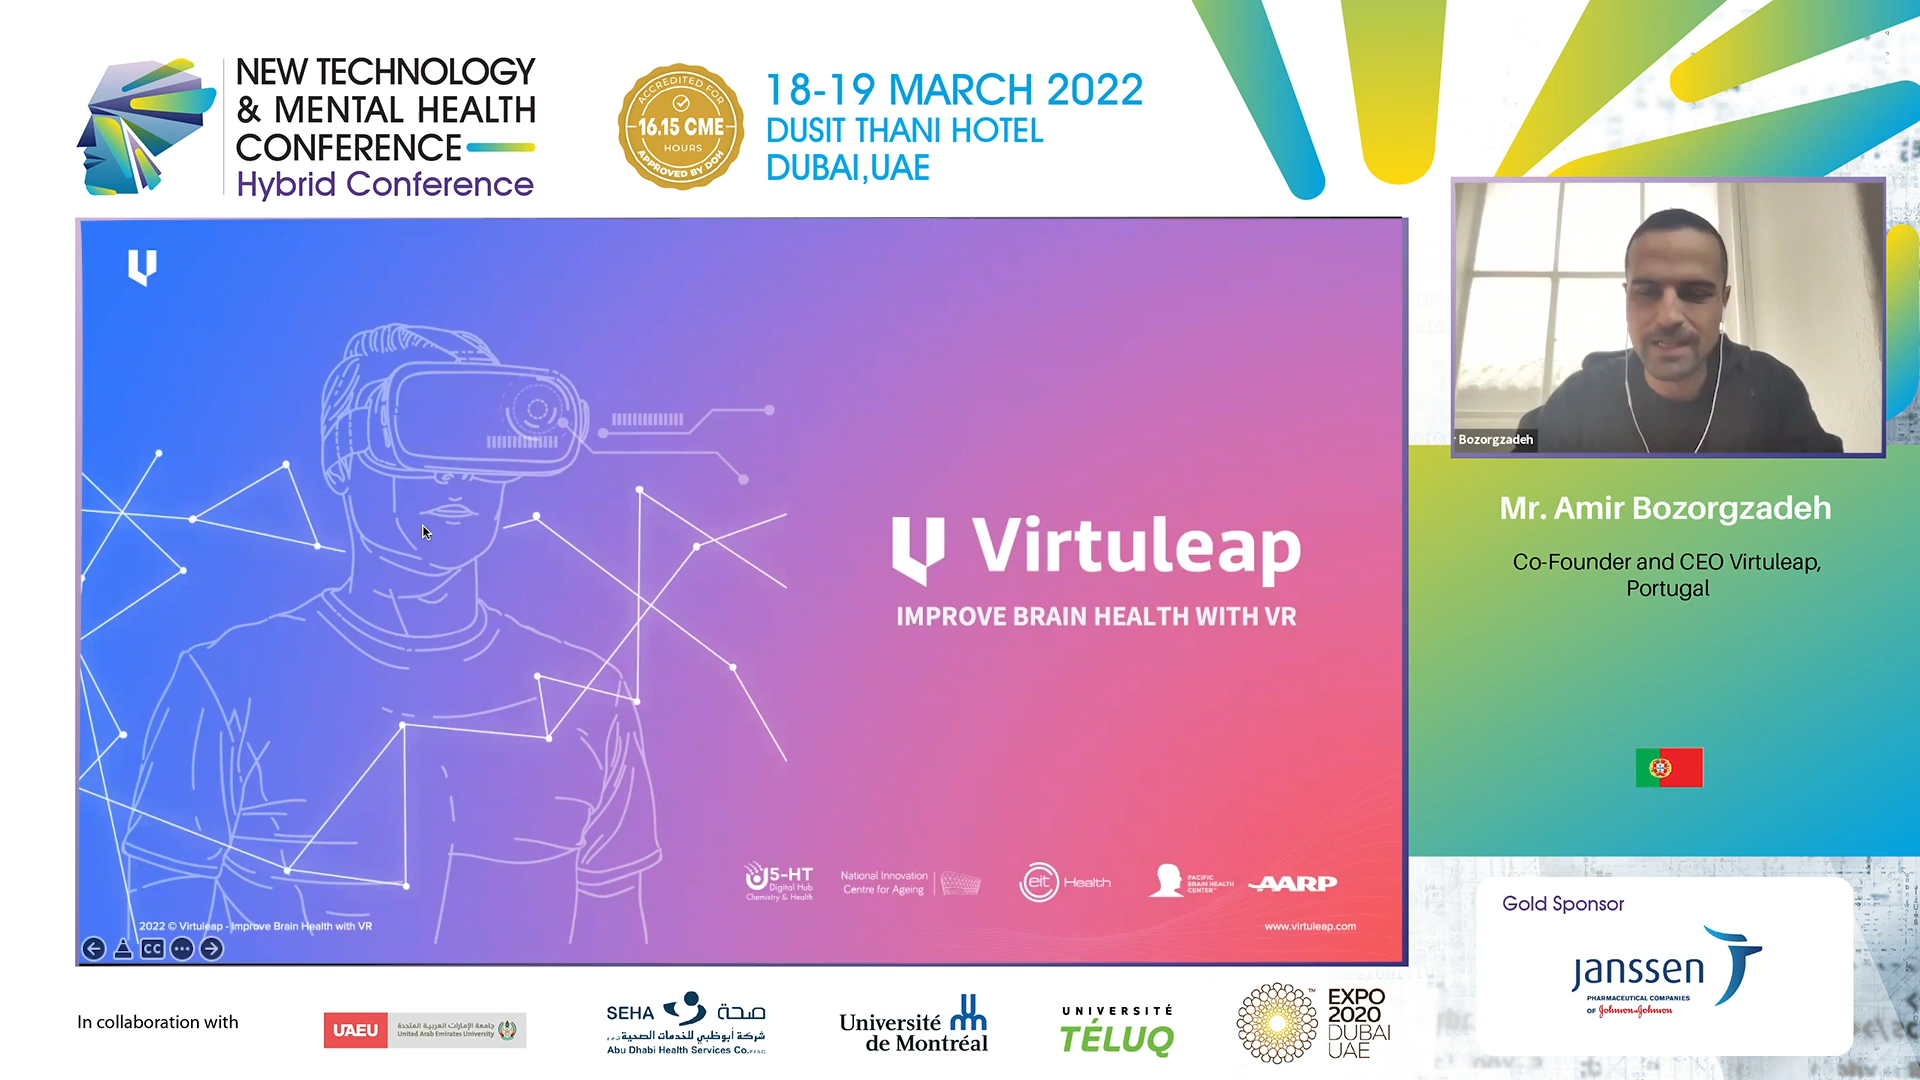 NEW TECHNOLOGY
& MENTAL HEALTH
CONFERENCE
Hybrid Conference
ACCREDITED FOR
16.15 CME
HOURS
APPROVED BY DOH
18-19 MARCH 2022
DUSIT THANI HOTEL
DUBAI,UAE
Bozorgzadeh
Mr. Amir Bozorgzadeh
Co-Founder and CEO Virtuleap,
Portugal
Virtuleap
IMPROVE BRAIN HEALTH WITH VR
5-HT
Digital Hub
Chemistry & Health
National Innovation
Centre for Ageing
eit Health
PACIFIC
BRAIN HEALTH
CENTER
AARP
2022 © Virtuleap - Improve Brain Health with VR
www.virtuleap.com
CC
Gold Sponsor
janssen
PHARMACEUTICAL COMPANIES
OF Johnson & Johnson
In collaboration with
UAEU
جامعة الإمارات العربية المتحدة
United Arab Emirates University
SEHA صحة
شركة أبوظبي للخدمات الصحية
Abu Dhabi Health Services Co.
Université
de Montréal
UNIVERSITÉ
TÉLUQ
EXPO
2020
DUBAI
UAE